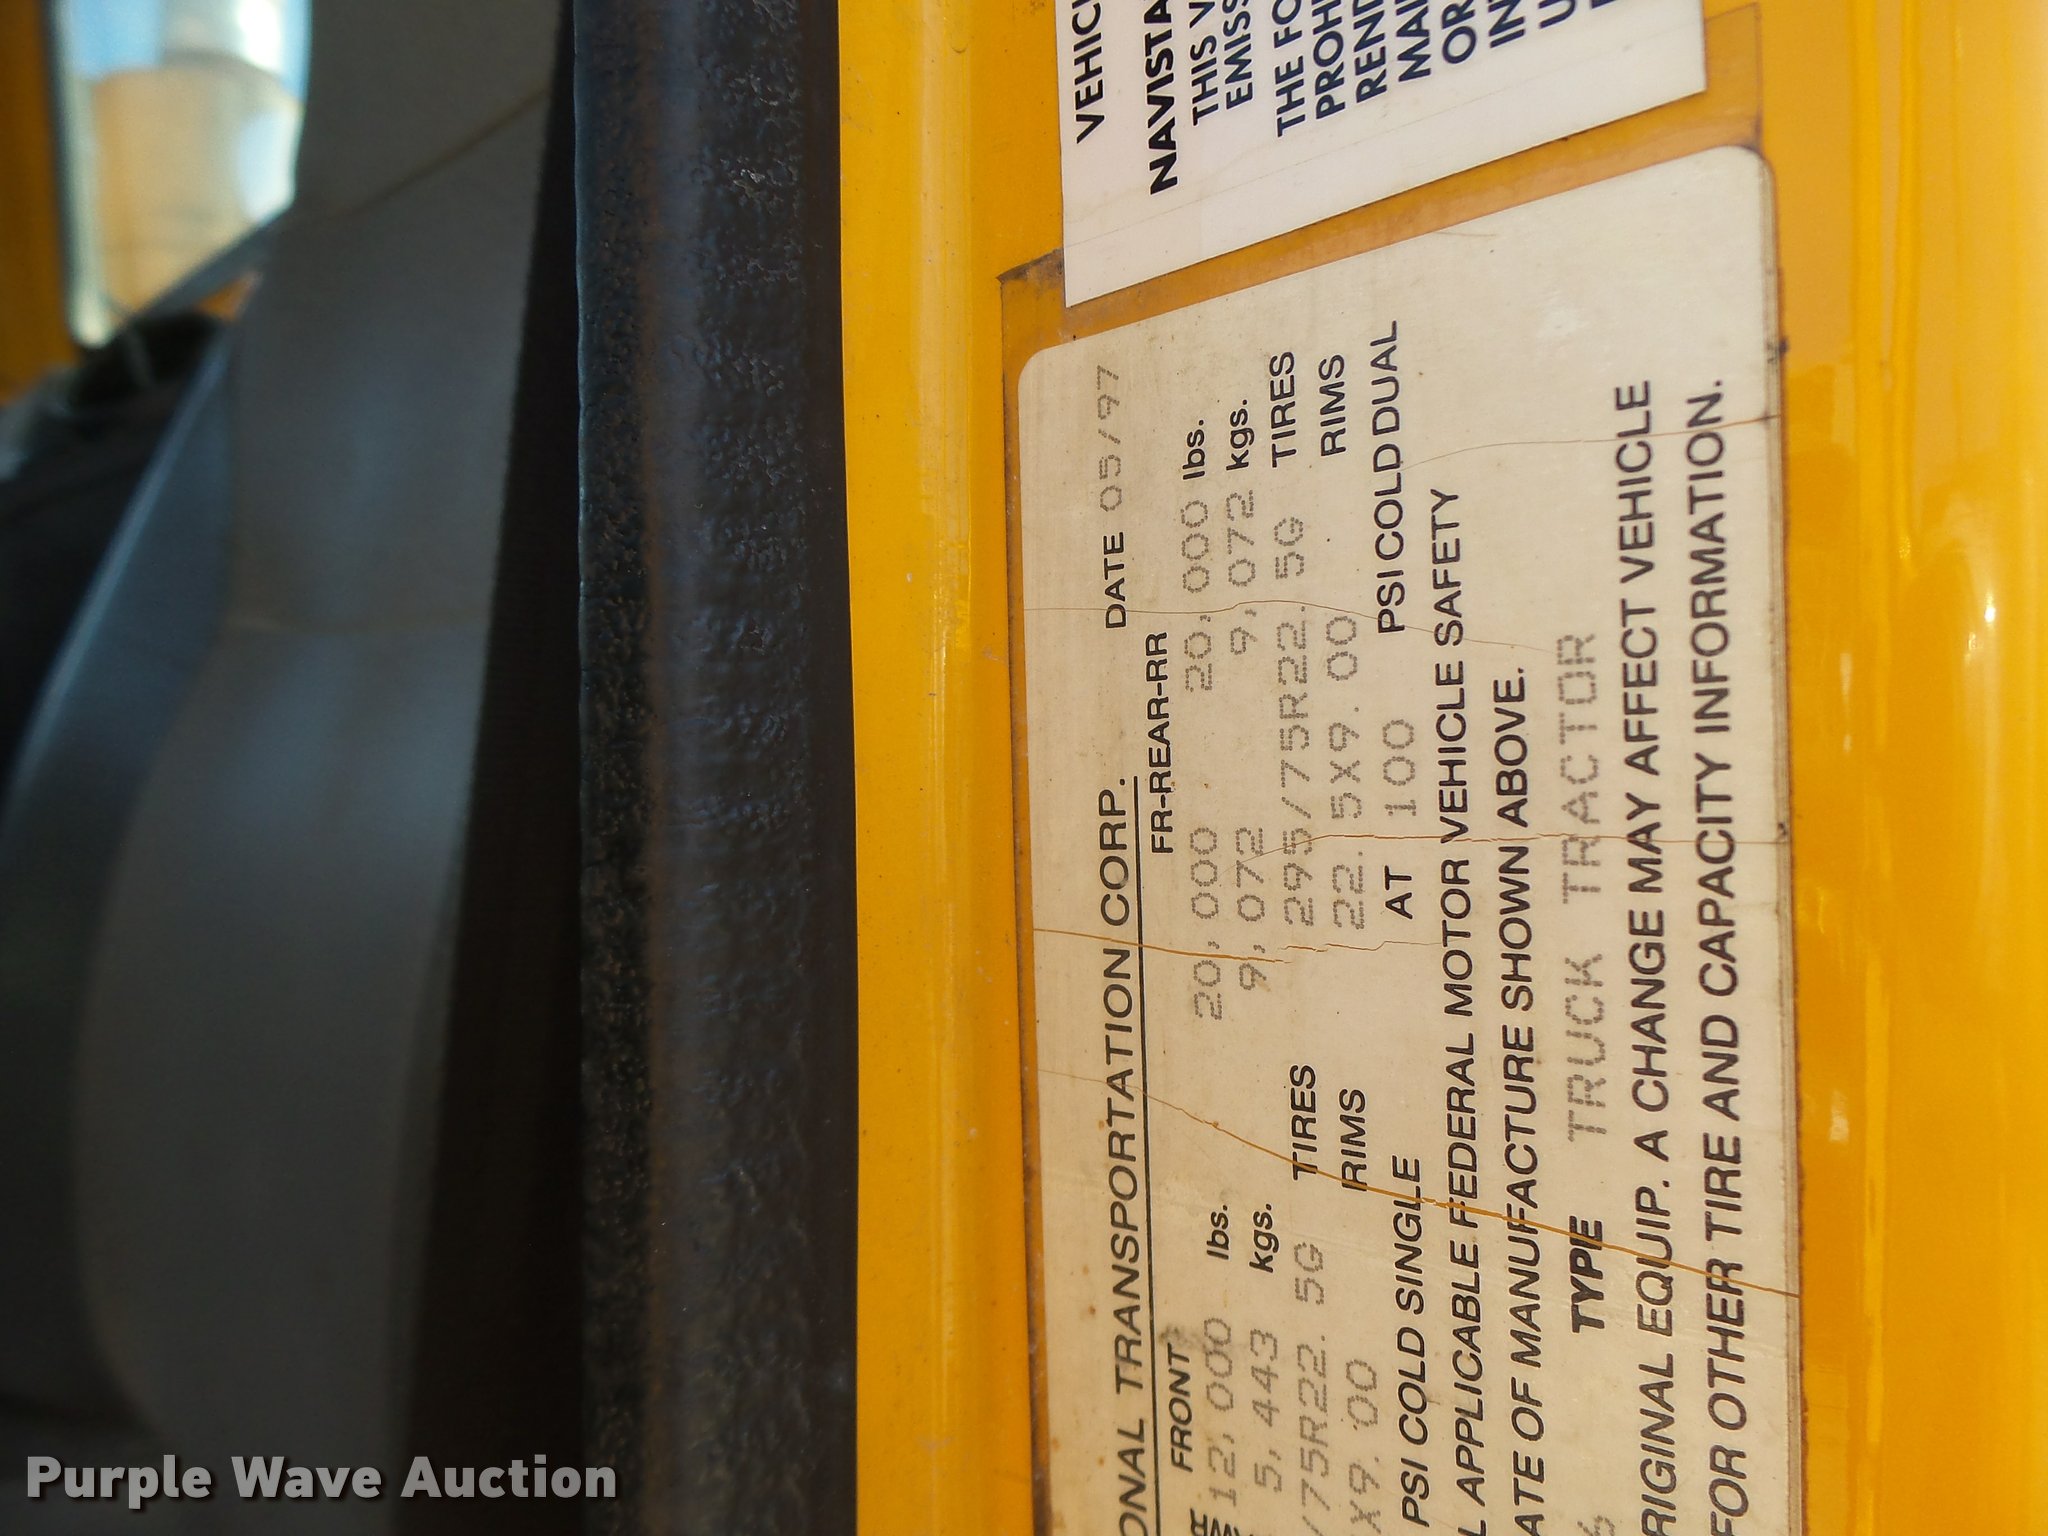 VEHIC
NAVISTA
THIS V
EMISS
THE FO
PROH
REND
MA
OR
IN
U
ONAL TRANSPORTATION CORP. DATE 05/97
FRONT FR-REAR-RR
12,000 lbs. 20,000 20,000 lbs.
5,443 kgs. 9,072 9,072 kgs.
/75R22.5G TIRES 295/75R22.5G TIRES
X9.00 RIMS 22.5X9.00 RIMS
PSI COLD SINGLE AT 100 PSI COLD DUAL
L APPLICABLE FEDERAL MOTOR VEHICLE SAFETY
ATE OF MANUFACTURE SHOWN ABOVE.
TYPE TRUCK TRACTOR
RIGINAL EQUIP. A CHANGE MAY AFFECT VEHICLE
FOR OTHER TIRE AND CAPACITY INFORMATION.
Purple Wave Auction